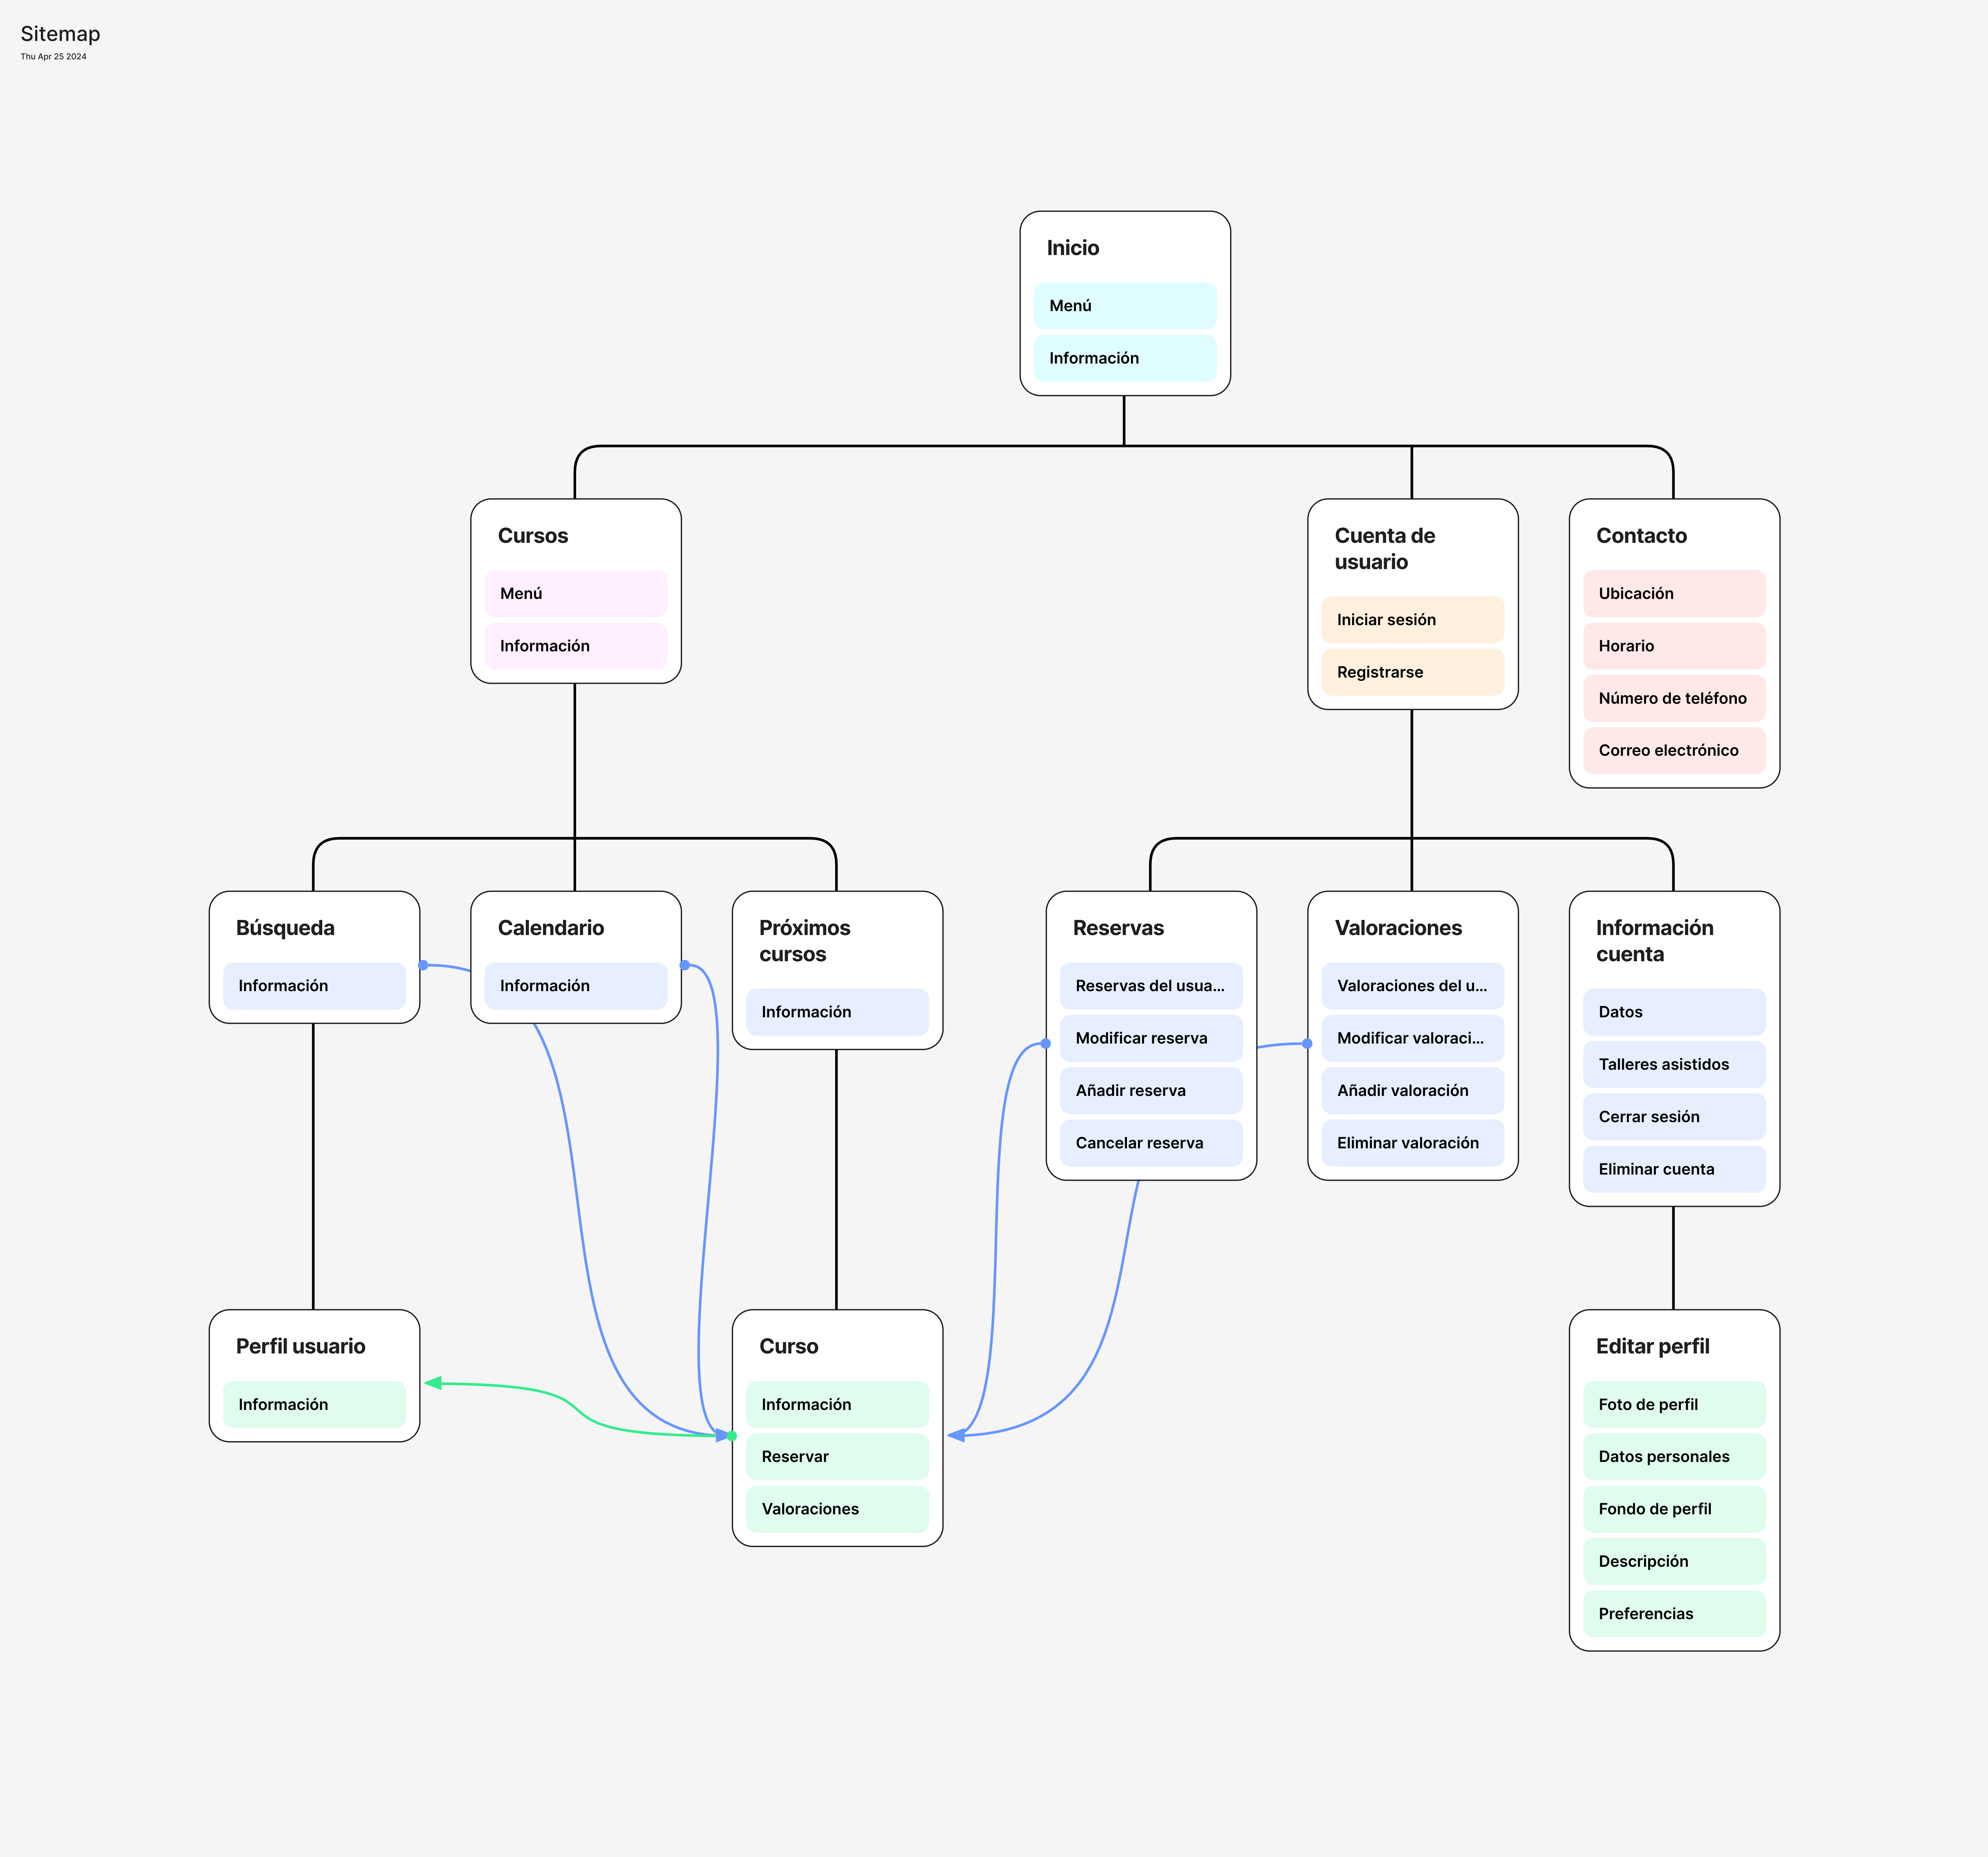 Sitemap
Thu Apr 25 2024
Inicio
Menú
Información
Cursos
Menú
Información
Cuenta de
usuario
Iniciar sesión
Registrarse
Contacto
Ubicación
Horario
Número de teléfono
Correo electrónico
Búsqueda
Información
Calendario
Información
Próximos
cursos
Información
Reservas
Reservas del usua...
Modificar reserva
Añadir reserva
Cancelar reserva
Valoraciones
Valoraciones del u...
Modificar valoraci...
Añadir valoración
Eliminar valoración
Información
cuenta
Datos
Talleres asistidos
Cerrar sesión
Eliminar cuenta
Perfil usuario
Información
Curso
Información
Reservar
Valoraciones
Editar perfil
Foto de perfil
Datos personales
Fondo de perfil
Descripción
Preferencias